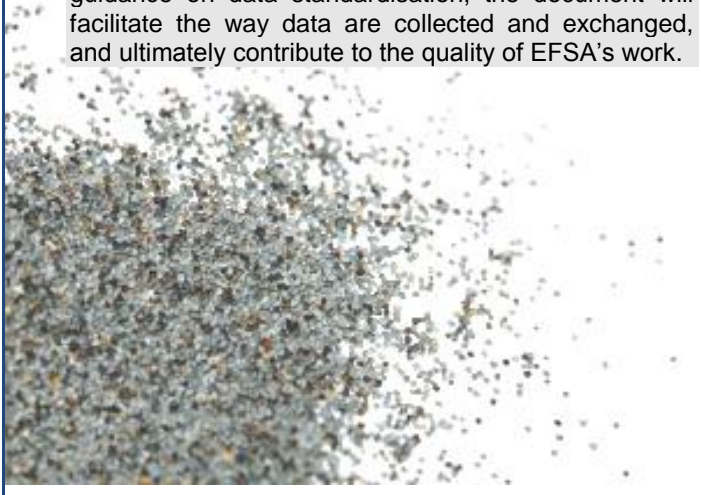 guidance on data standardisation, the document will
facilitate the way data are collected and exchanged,
and ultimately contribute to the quality of EFSA's work.